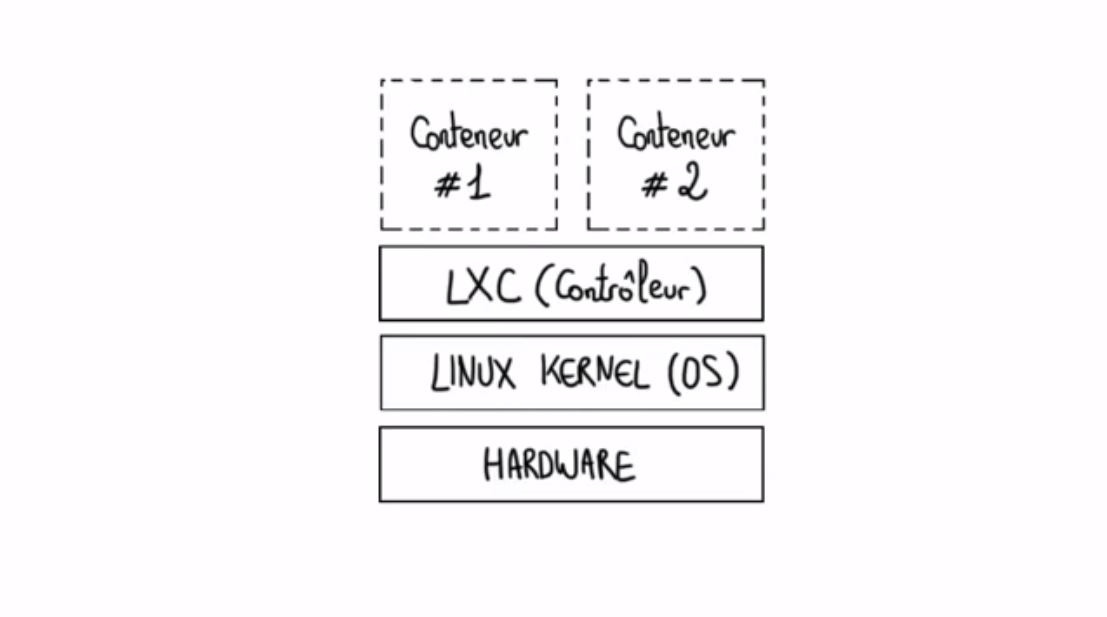 Conteneur
#1
Conteneur
#2
LXC (Contrôleur)
LINUX KERNEL (OS)
HARDWARE